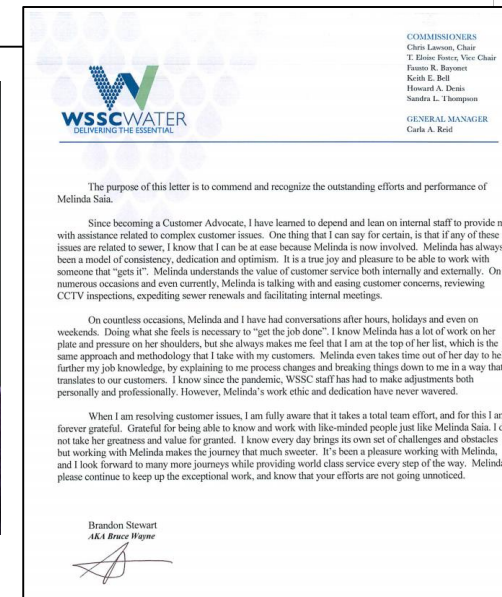 COMMISSIONERS
Chris Lawson, Chair
T. Eloise Foster, Vice Chair
Fausto R. Bayonet
Keith E. Bell
Howard A. Denis
Sandra L. Thompson
GENERAL MANAGER
Carla A. Reid
WSSCWATER
DELIVERING THE ESSENTIAL
The purpose of this letter is to commend and recognize the outstanding efforts and performance of
Melinda Saia.
Since becoming a Customer Advocate, I have learned to depend and lean on internal staff to provide
with assistance related to complex customer issues. One thing that I can say for certain, is that if any of these
issues are related to sewer, I know that I can be at ease because Melinda is now involved. Melinda has always
been a model of consistency, dedication and optimism. It is a true joy and pleasure to be able to work with
someone that "gets it". Melinda understands the value of customer service both internally and externally. On
numerous occasions and even currently, Melinda is talking with and easing customer concerns, reviewing
CCTV inspections, expediting sewer renewals and facilitating internal meetings.
On countless occasions, Melinda and I have had conversations after hours, holidays and even on
weekends. Doing what she feels is necessary to "get the job done". I know Melinda has a lot of work on her
plate and pressure on her shoulders, but she always makes me feel that I am at the top of her list, which is the
same approach and methodology that I take with my customers. Melinda even takes time out of her day to he
further my job knowledge, by explaining to me process changes and breaking things down to me in a way that
translates to our customers. I know since the pandemic, WSSC staff has had to make adjustments both
personally and professionally. However, Melinda's work ethic and dedication have never wavered.
When I am resolving customer issues, I am fully aware that it takes a total team effort, and for this I am
forever grateful. Grateful for being able to know and work with like-minded people just like Melinda Saia. I d
not take her greatness and value for granted. I know every day brings its own set of challenges and obstacles
but working with Melinda makes the journey that much sweeter. It's been a pleasure working with Melinda,
and I look forward to many more journeys while providing world class service every step of the way. Melinda
please continue to keep up the exceptional work, and know that your efforts are not going unnoticed.
Brandon Stewart
AKA Bruce Wayne